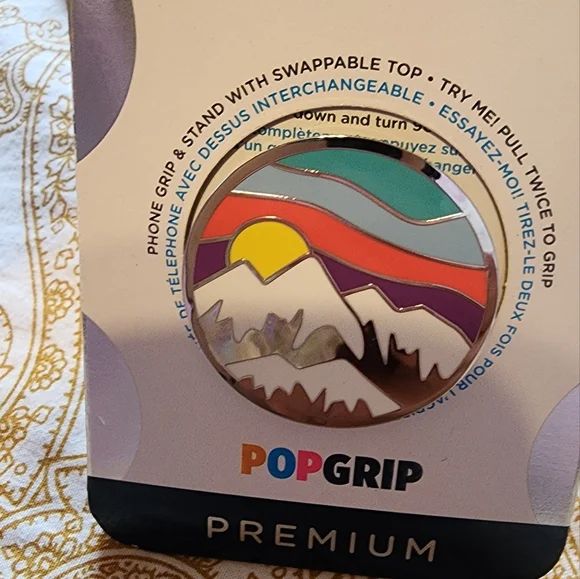 PHONE GRIP & STAND WITH SWAPPABLE TOP • TRY ME! PULL TWICE TO GRIP
DE TÉLÉPHONE AVEC DESSUS INTERCHANGEABLE • ESSAYEZ-MOI! TIREZ-LE DEUX FOIS POUR
down and turn
un
POPGRIP
PREMIUM